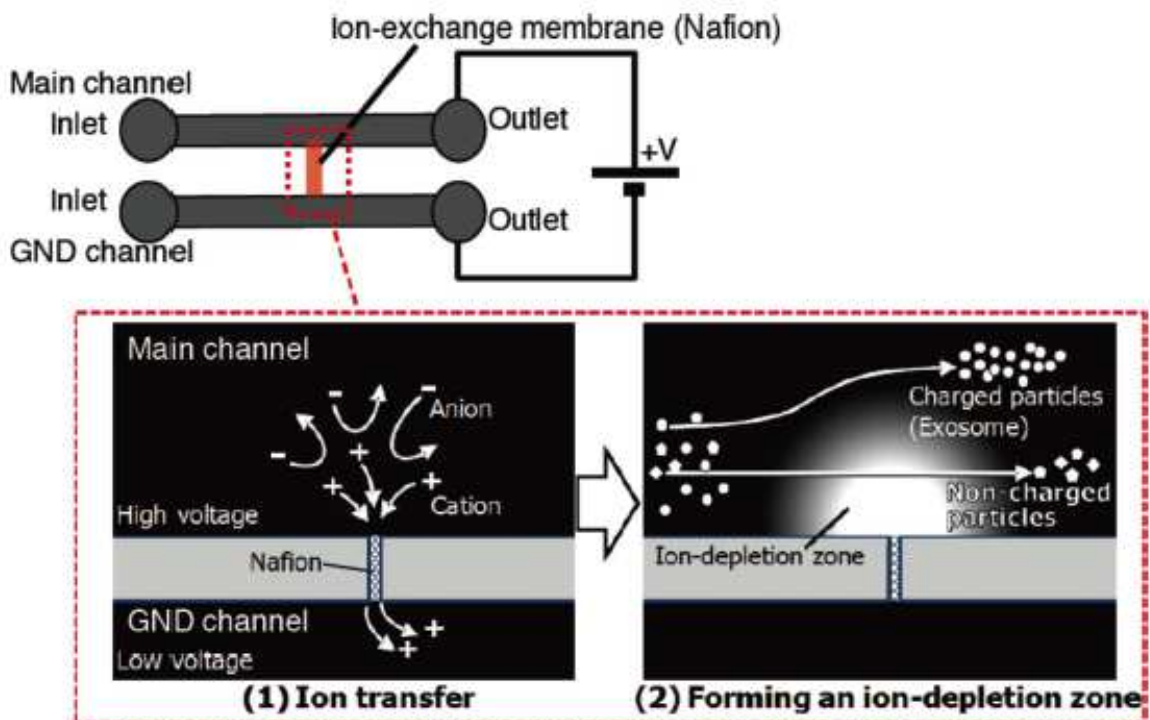 Ion-exchange membrane (Nafion)
Main channel
Inlet
Outlet
+V
Inlet
Outlet
GND channel
Main channel
-
-
-
Anion
+
+
+
Cation
High voltage
Nafion
GND channel
+
+
Low voltage
(1) Ion transfer
Charged particles
(Exosome)
Non-charged
particles
Ion-depletion zone
(2) Forming an ion-depletion zone